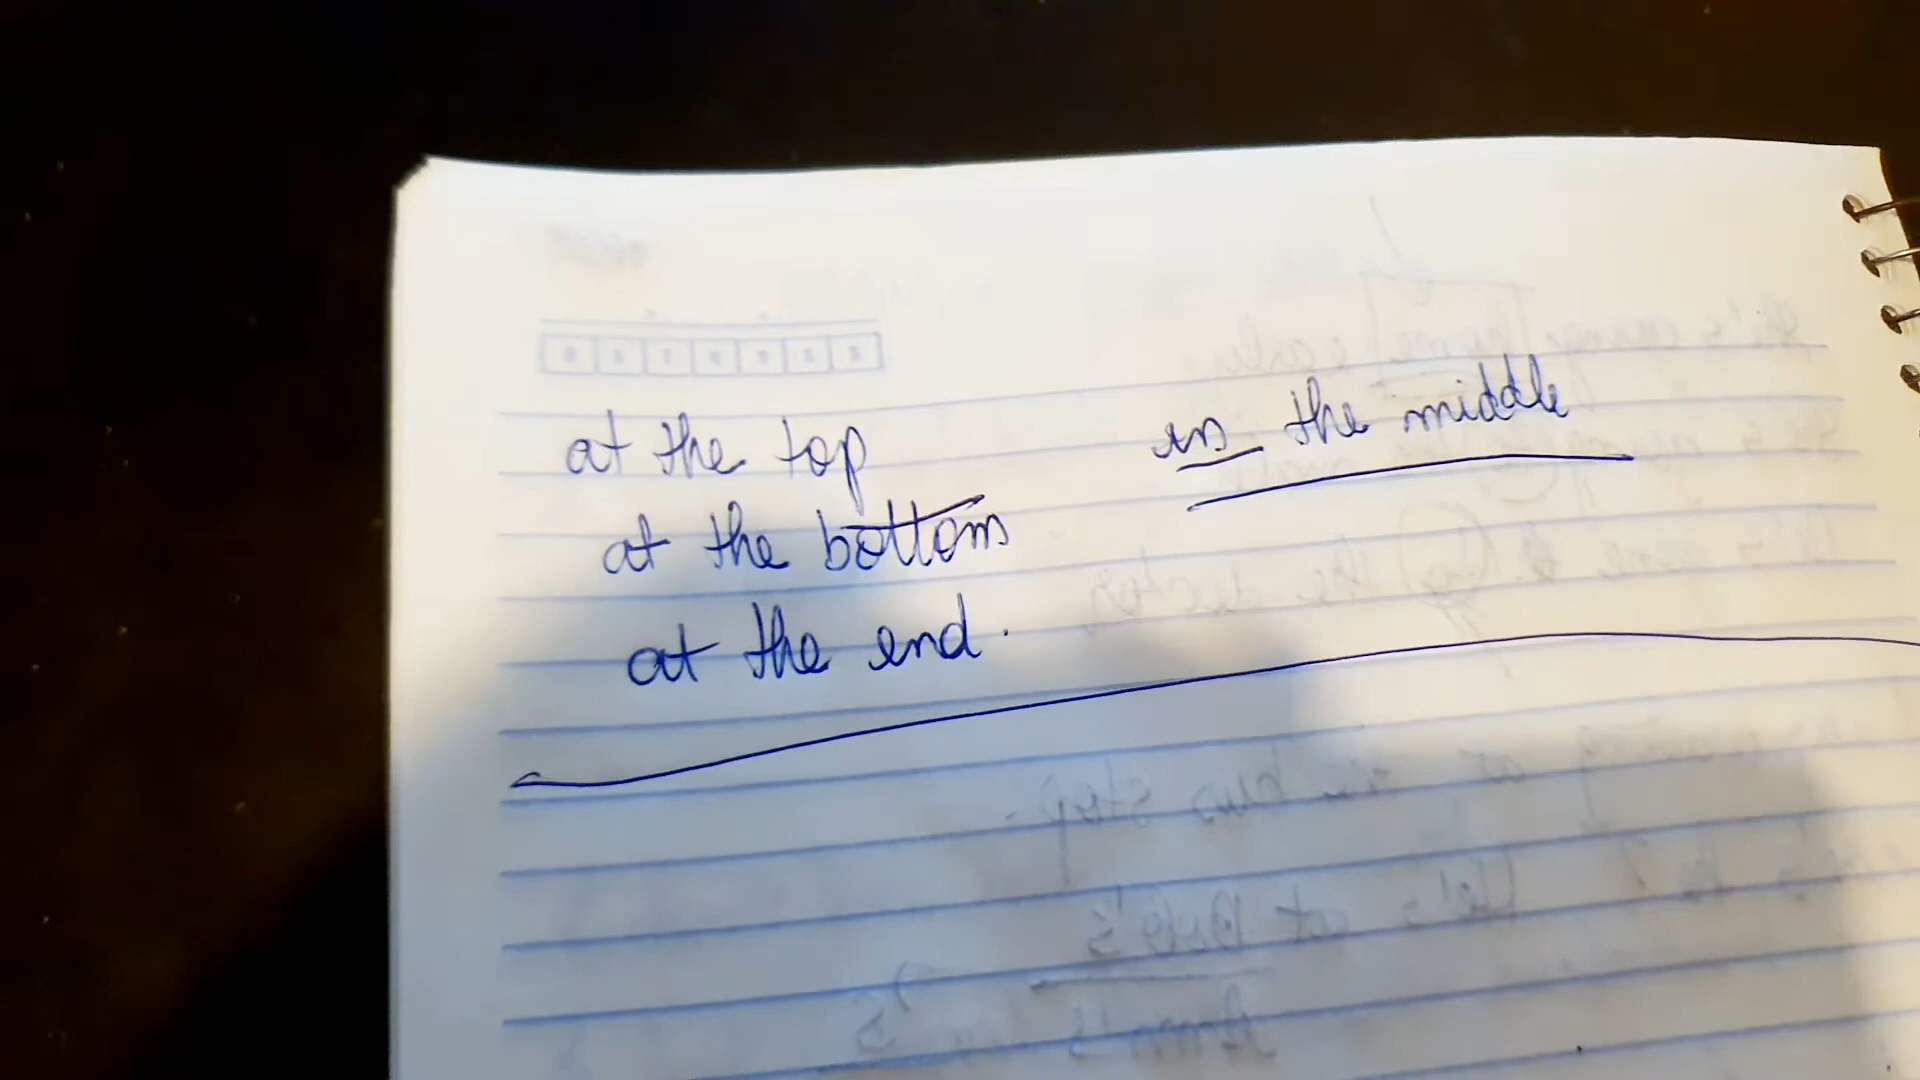 at the top
in the middle
at the bottom
at the end.